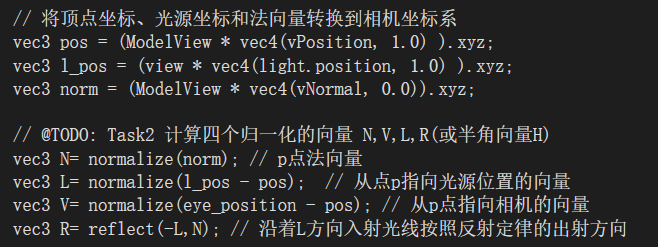 // 将顶点坐标、光源坐标和法向量转换到相机坐标系
vec3 pos = (ModelView * vec4(vPosition, 1.0) ).xyz;
vec3 l_pos = (view * vec4(light.position, 1.0) ).xyz;
vec3 norm = (ModelView * vec4(vNormal, 0.0)).xyz;
// @TODO: Task2 计算四个归一化的向量 N,V,L,R(或半角向量H)
vec3 N= normalize(norm); // p点法向量
vec3 L= normalize(l_pos - pos);  // 从点p指向光源位置的向量
vec3 V= normalize(eye_position - pos); // 从p点指向相机的向量
vec3 R= reflect(-L,N); // 沿着L方向入射光线按照反射定律的出射方向